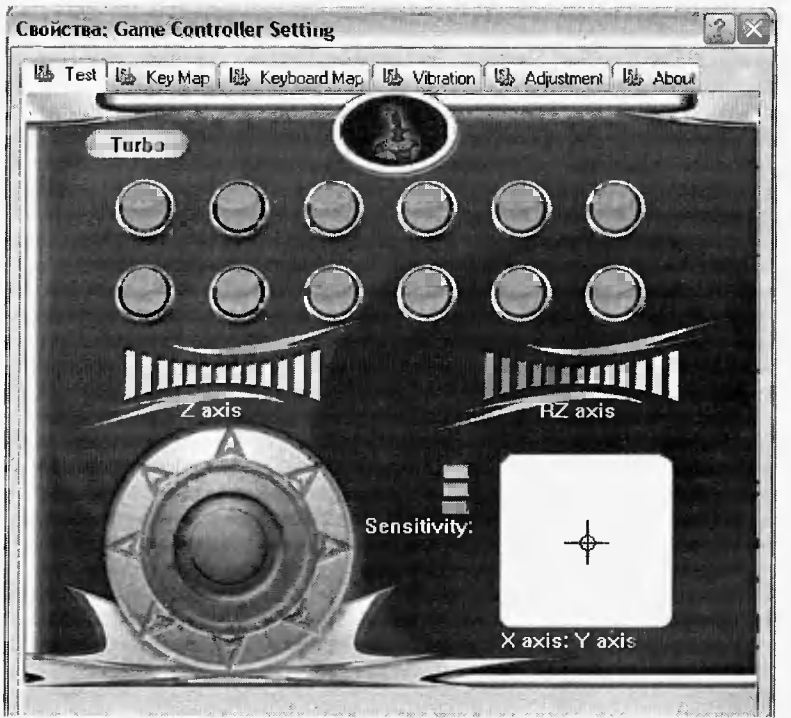 Свойства: Game Controller Setting
Test Key Map Keyboard Map Vibration Adjustment About
Turbo
Z axis RZ axis
Sensitivity:
X axis: Y axis